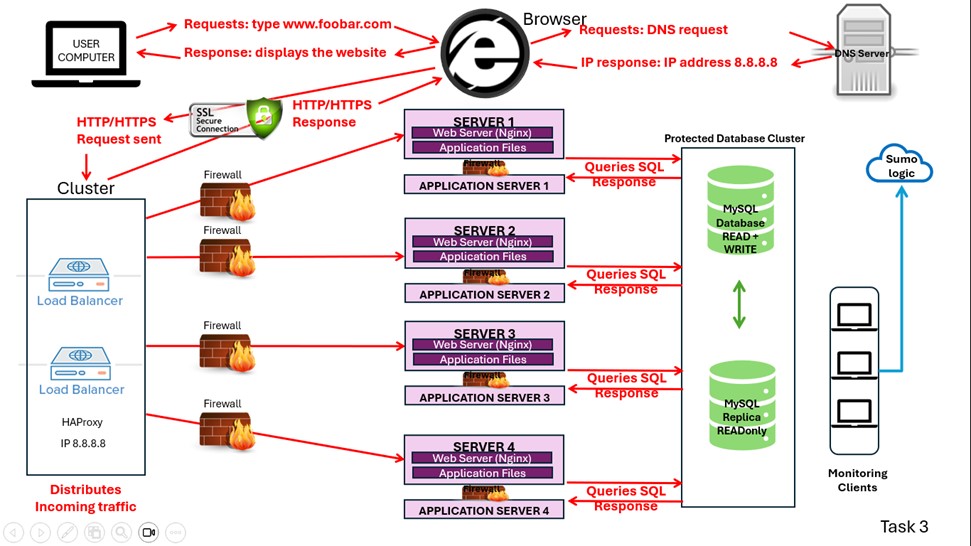 Browser
Requests: type www.foobar.com
Requests: DNS request
USER
COMPUTER
DNS Server
Response: displays the website
IP response: IP address 8.8.8.8
SSL
Secure
Connection
HTTP/HTTPS
Response
HTTP/HTTPS
Request sent
Cluster
SERVER 1
Web Server (Nginx)
Application Files
Firewall
APPLICATION SERVER 1
Queries SQL
Response
Protected Database Cluster
Sumo
logic
Firewall
Firewall
SERVER 2
Web Server (Nginx)
Application Files
Firewall
APPLICATION SERVER 2
Queries SQL
Response
MySQL
Database
READ +
WRITE
Load Balancer
Firewall
SERVER 3
Web Server (Nginx)
Application Files
Firewall
APPLICATION SERVER 3
Queries SQL
Response
Load Balancer
HAProxy
IP 8.8.8.8
Firewall
MySQL
Replica
READonly
SERVER 4
Web Server (Nginx)
Application Files
Firewall
APPLICATION SERVER 4
Queries SQL
Response
Monitoring
Clients
Distributes
Incoming traffic
Task 3